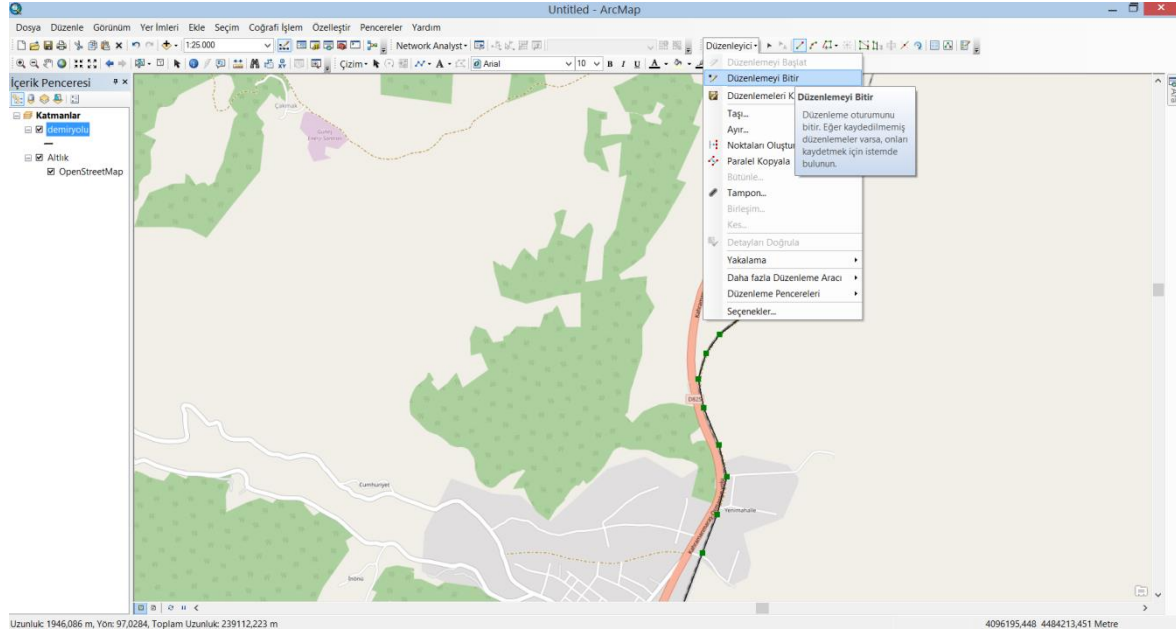 Untitled - ArcMap
Dosya Düzenle Görünüm Yer İmleri Ekle Seçim Coğrafi İşlem Özelleştir Pencereler Yardım
1:25.000 Network Analyst Düzenleyici
Çizim Arial 10 B I U A
İçerik Penceresi
Katmanlar
demiryolu
Altlık
OpenStreetMap
Düzenlemeyi Başlat
Düzenlemeyi Bitir
Düzenlemeleri K
Taşı...
Ayır...
Noktaları Oluştur
Paralel Kopyala
Bütünle...
Tampon...
Birleşim...
Kes...
Detayları Doğrula
Yakalama
Daha fazla Düzenleme Aracı
Düzenleme Pencereleri
Seçenekler...
Düzenlemeyi Bitir
Düzenleme oturumunu
bitir. Eğer kaydedilmemiş
düzenlemeler varsa, onları
kaydetmek için istemde
bulunun.
Çakmak
D825
Cumhuriyet
Yenimahalle
İnönü
Uzunluk: 1946,086 m, Yön: 97,0284, Toplam Uzunluk: 239112,223 m
4096195,448 4484213,451 Metre